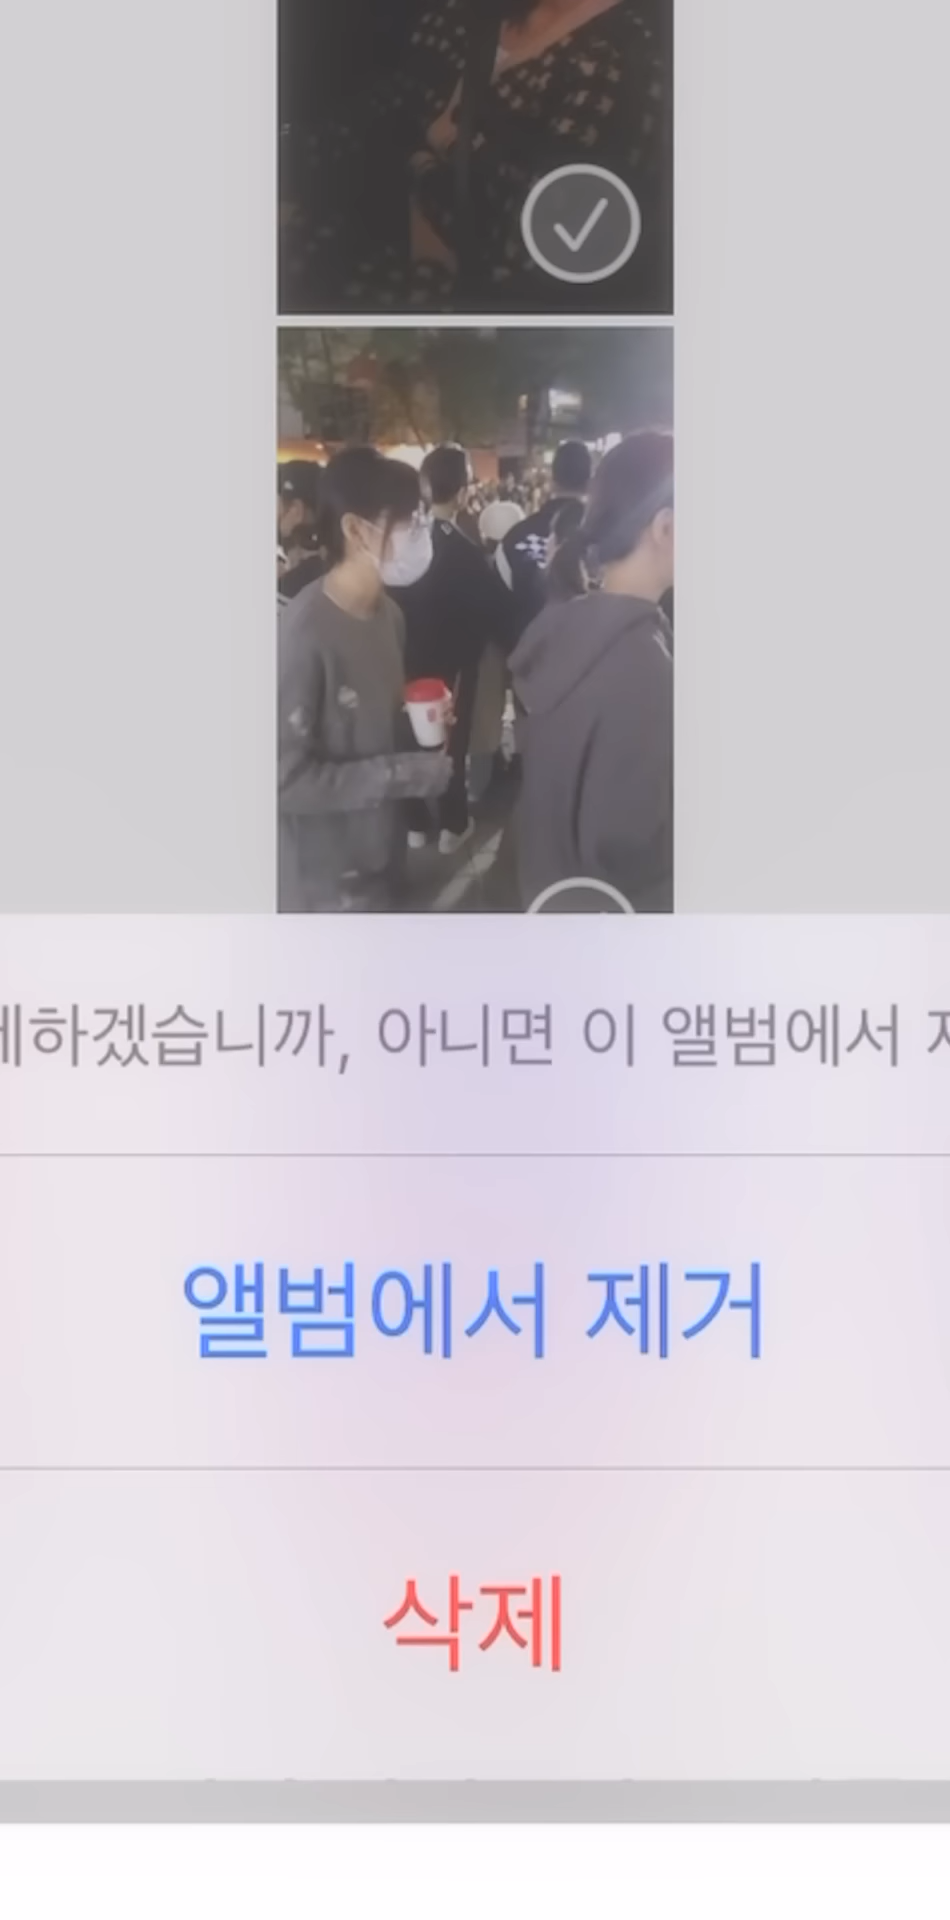 하겠습니까, 아니면 이 앨범에서
앨범에서 제거
삭제